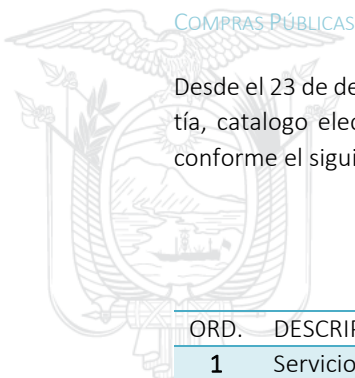 COMPRAS PÚBLICAS
Desde el 23 de de
tía, catalogo elec
conforme el sigui
ORD. DESCRIP
1 Servicio